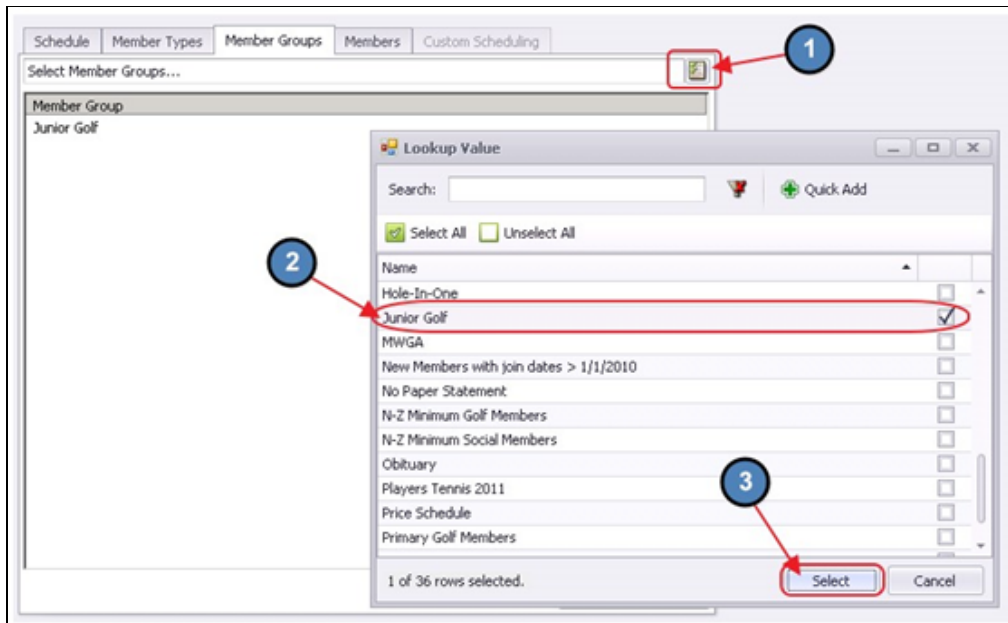 Schedule Member Types Member Groups Members Custom Scheduling
1
Select Member Groups...
Member Group
Junior Golf
Lookup Value
Search: Quick Add
Select All Unselect All
2
Name
Hole-In-One
Junior Golf
MWGA
New Members with join dates > 1/1/2010
No Paper Statement
N-Z Minimum Golf Members
N-Z Minimum Social Members
Obituary
Players Tennis 2011
3
Price Schedule
Primary Golf Members
1 of 36 rows selected. Select Cancel